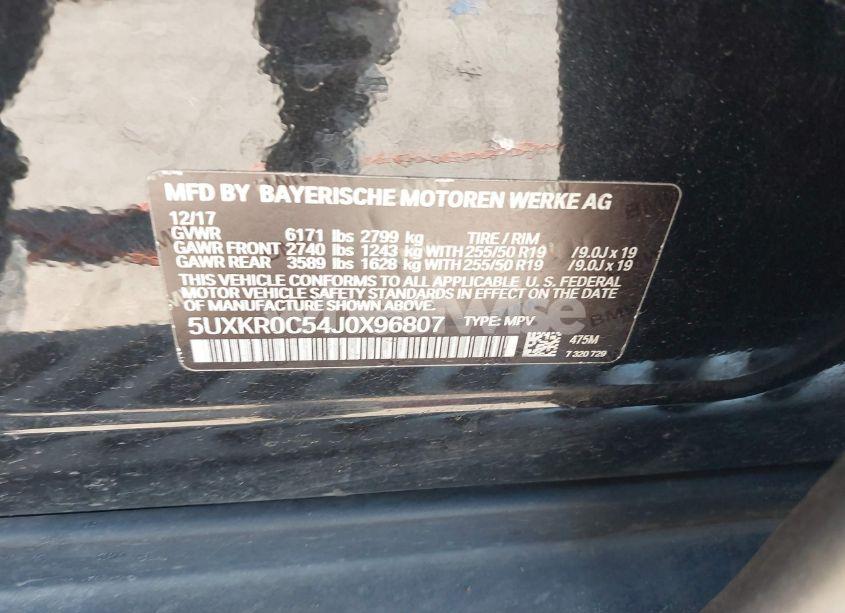 MFD BY BAYERISCHE MOTOREN WERKE AG
12/17
GVWR 6171 lbs 2799 kg TIRE / RIM
GAWR FRONT 2740 lbs 1243 kg WITH 255/50 R19 / 9.0J x 19
GAWR REAR 3589 lbs 1628 kg WITH 255/50 R19 / 9.0J x 19
THIS VEHICLE CONFORMS TO ALL APPLICABLE U. S. FEDERAL
MOTOR VEHICLE SAFETY STANDARDS IN EFFECT ON THE DATE
OF MANUFACTURE SHOWN ABOVE.
5UXKR0C54J0X96807 TYPE: MPV
475M
7 320 729